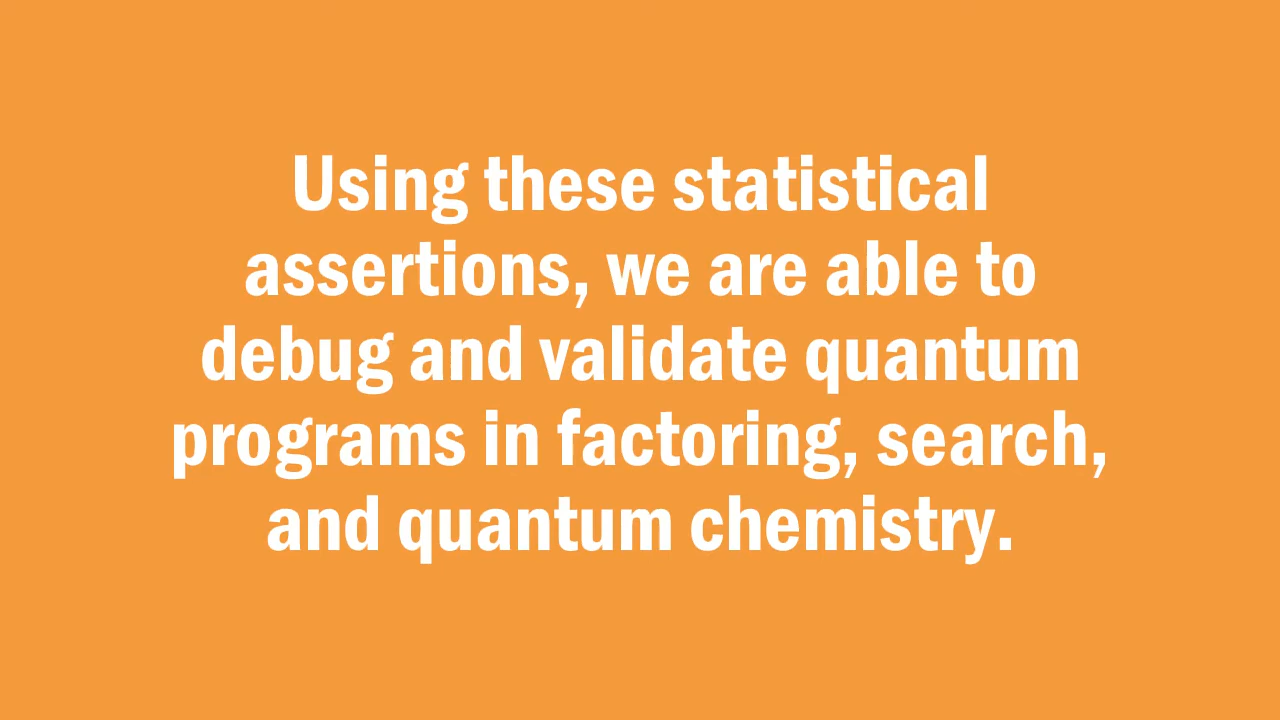 Using these statistical
assertions, we are able to
debug and validate quantum
programs in factoring, search,
and quantum chemistry.